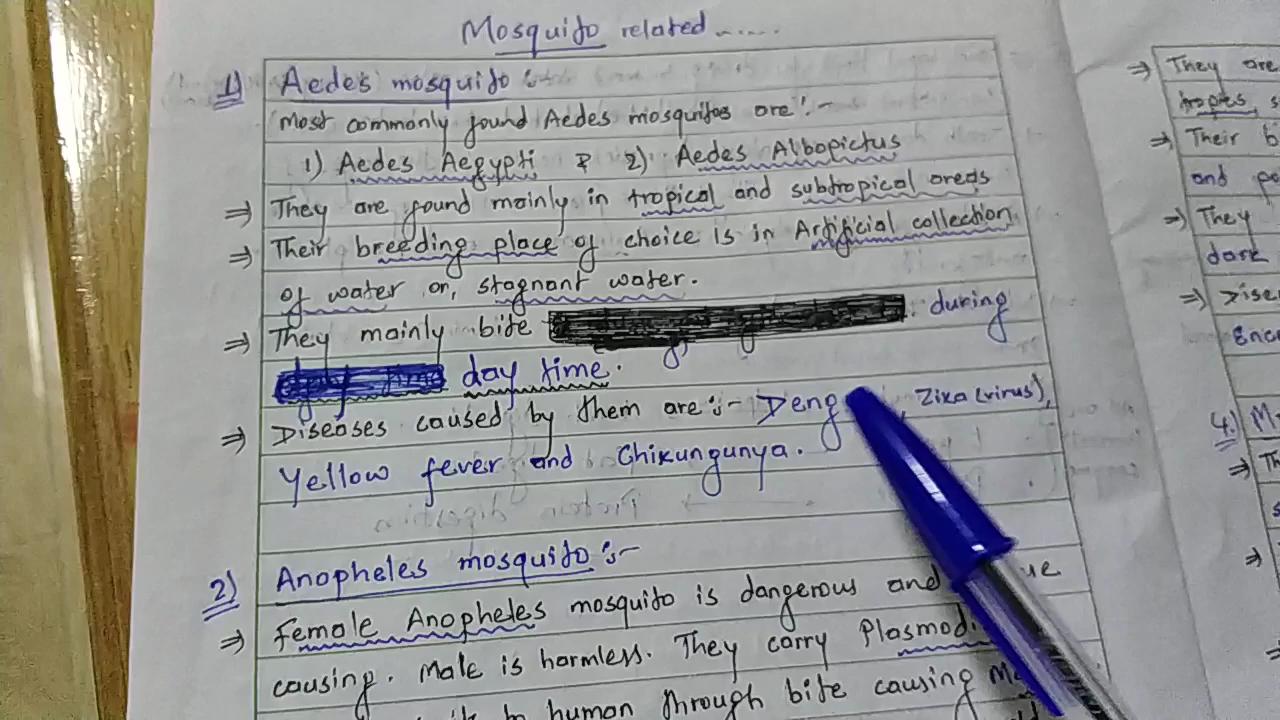 Mosquito related......
1) Aedes mosquito :-
Most commonly found Aedes mosquitos are:-
1) Aedes Aegypti & 2) Aedes Albopictus
⇒ They are found mainly in tropical and subtropical areas
⇒ Their breeding place of choice is in Artificial collection
of water or, stagnant water.
⇒ They mainly bite during
day time.
⇒ Diseases caused by them are:- Deng , Zika (virus),
Yellow fever and Chikungunya.
2) Anopheles mosquito :-
⇒ Female Anopheles mosquito is dangerous and
causing. Male is harmless. They carry Plasmod
human through bite causing
⇒ They are
tropics,
⇒ Their
and
⇒ They
dark
⇒
4.
⇒